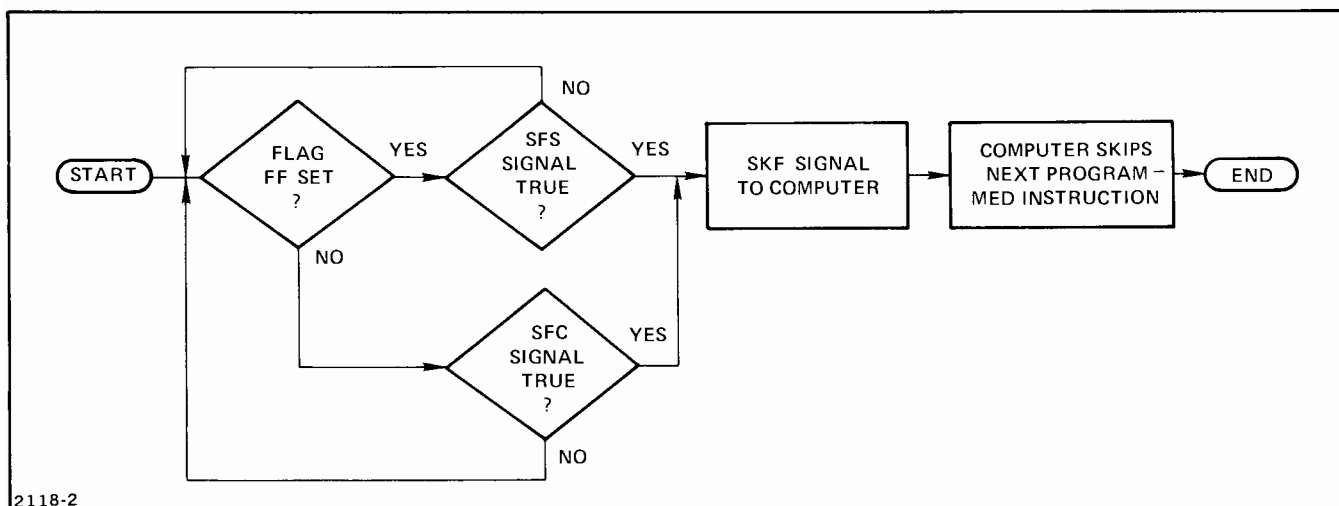 NO
START
FLAG
FF SET
?
YES
SFS
SIGNAL
TRUE
?
YES
SKF SIGNAL
TO COMPUTER
COMPUTER SKIPS
NEXT PROGRAM –
MED INSTRUCTION
END
NO
SFC
SIGNAL
TRUE
?
YES
NO
2118-2